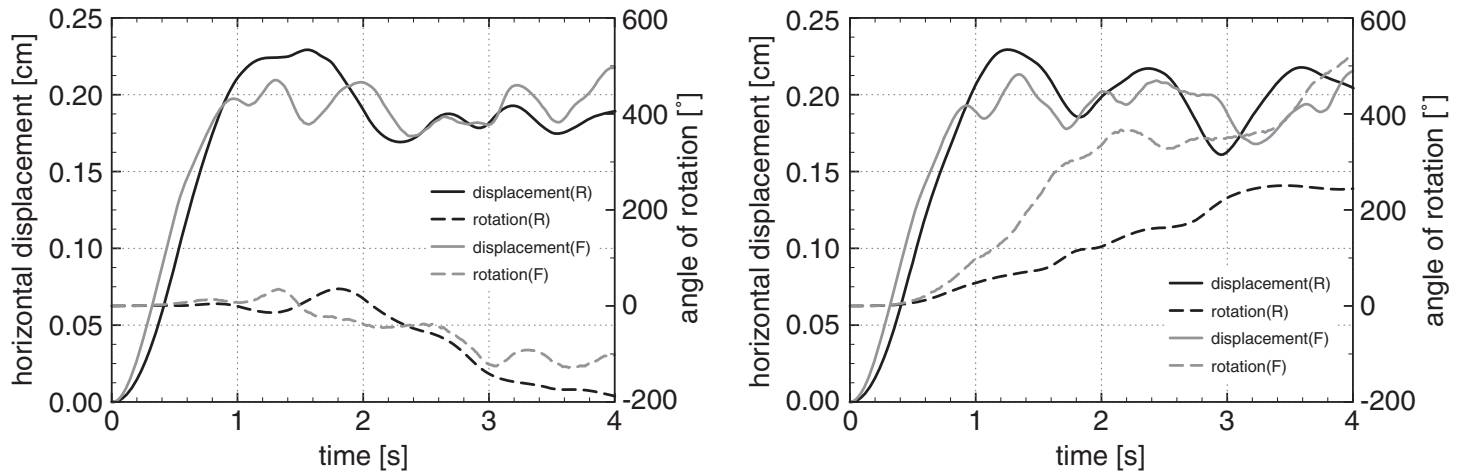 horizontal displacement [cm]
0.25
0.20
0.15
0.10
0.05
0.00
600
400
200
0
-200
angle of rotation [°]
displacement(R)
rotation(R)
displacement(F)
rotation(F)
0 1 2 3 4
time [s]
horizontal displacement [cm]
0.25
0.20
0.15
0.10
0.05
0.00
600
400
200
0
-200
angle of rotation [°]
displacement(R)
rotation(R)
displacement(F)
rotation(F)
0 1 2 3 4
time [s]